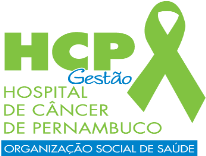 HCP
Gestão
HOSPITAL
DE CÂNCER
DE PERNAMBUCO
ORGANIZAÇÃO SOCIAL DE SAÚDE